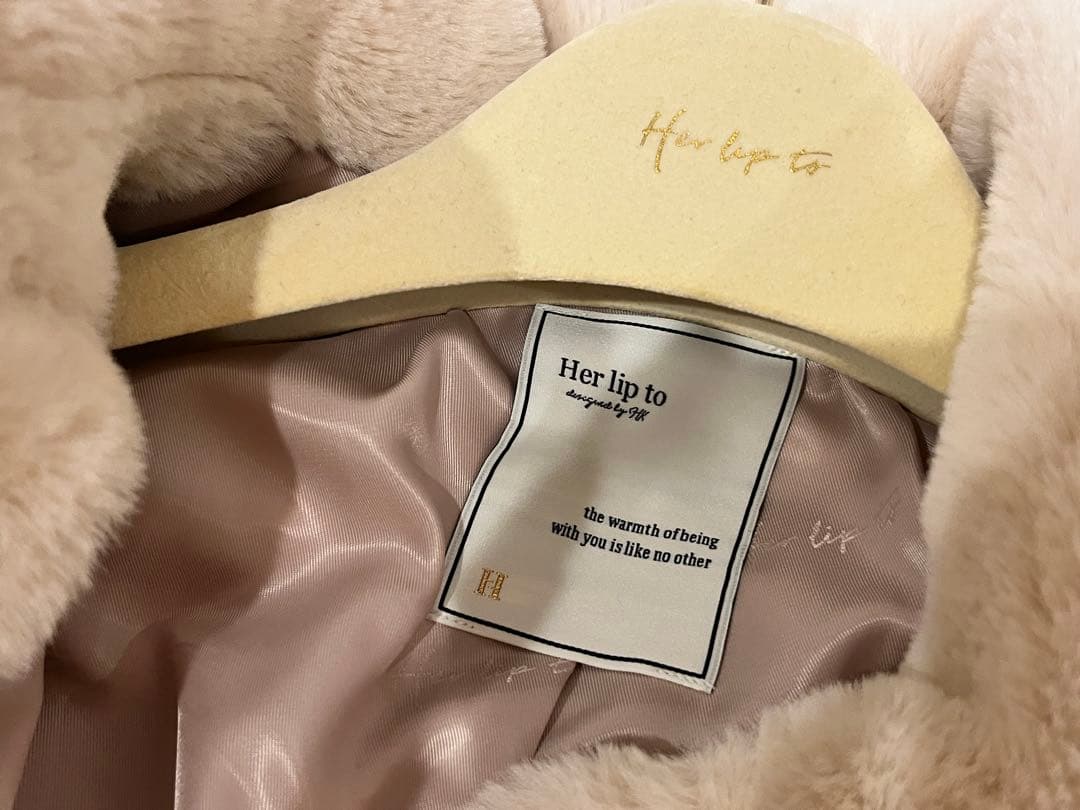 Her lip to
Her lip to
designed by HK
the warmth of being
with you is like no other
H
lip